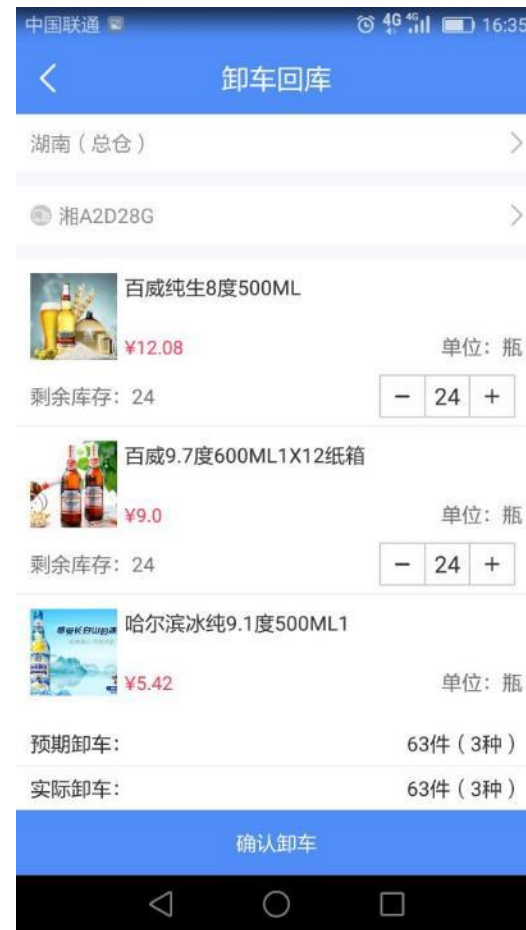 中国联通 4G 4G 16:35
卸车回库
湖南（总仓）
湘A2D28G
百威纯生8度500ML
¥12.08 单位：瓶
剩余库存：24 － 24 ＋
百威9.7度600ML1X12纸箱
¥9.0 单位：瓶
剩余库存：24 － 24 ＋
哈尔滨冰纯9.1度500ML1
¥5.42 单位：瓶
预期卸车： 63件（3种）
实际卸车： 63件（3种）
确认卸车